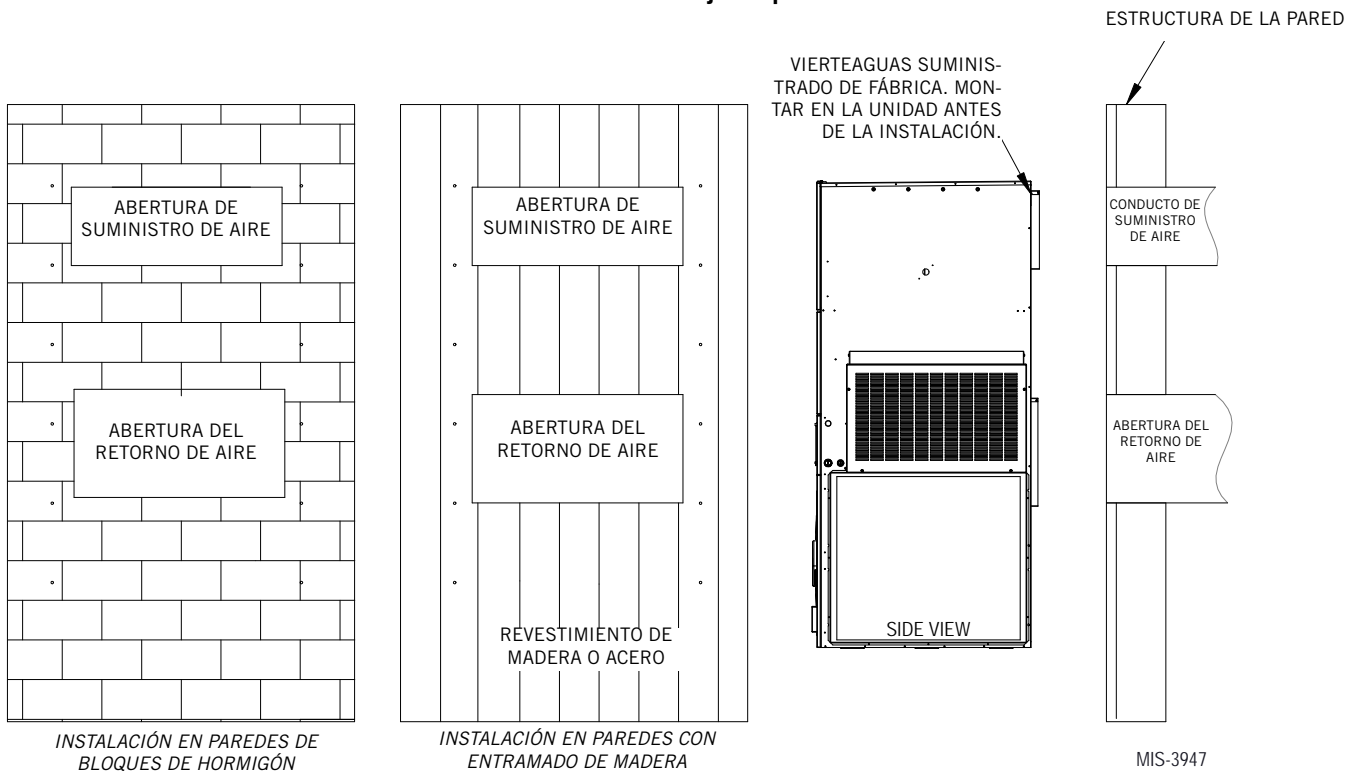 ESTRUCTURA DE LA PARED
VIERTEAGUAS SUMINIS-
TRADO DE FÁBRICA. MON-
TAR EN LA UNIDAD ANTES
DE LA INSTALACIÓN.
ABERTURA DE
SUMINISTRO DE AIRE
ABERTURA DE
SUMINISTRO DE AIRE
CONDUCTO DE
SUMINISTRO
DE AIRE
ABERTURA DEL
RETORNO DE AIRE
ABERTURA DEL
RETORNO DE AIRE
ABERTURA DEL
RETORNO DE
AIRE
REVESTIMIENTO DE
MADERA O ACERO
SIDE VIEW
INSTALACIÓN EN PAREDES DE
BLOQUES DE HORMIGÓN
INSTALACIÓN EN PAREDES CON
ENTRAMADO DE MADERA
MIS-3947